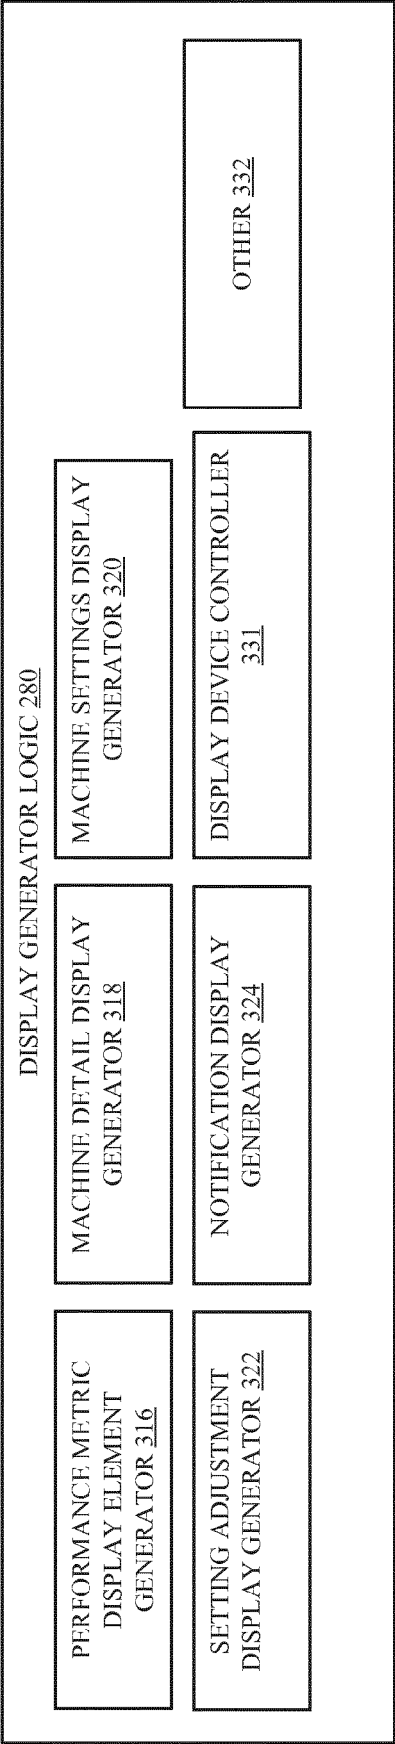 DISPLAY GENERATOR LOGIC 280
PERFORMANCE METRIC
DISPLAY ELEMENT
GENERATOR 316
MACHINE DETAIL DISPLAY
GENERATOR 318
MACHINE SETTINGS DISPLAY
GENERATOR 320
SETTING ADJUSTMENT
DISPLAY GENERATOR 322
NOTIFICATION DISPLAY
GENERATOR 324
DISPLAY DEVICE CONTROLLER
331
OTHER 332